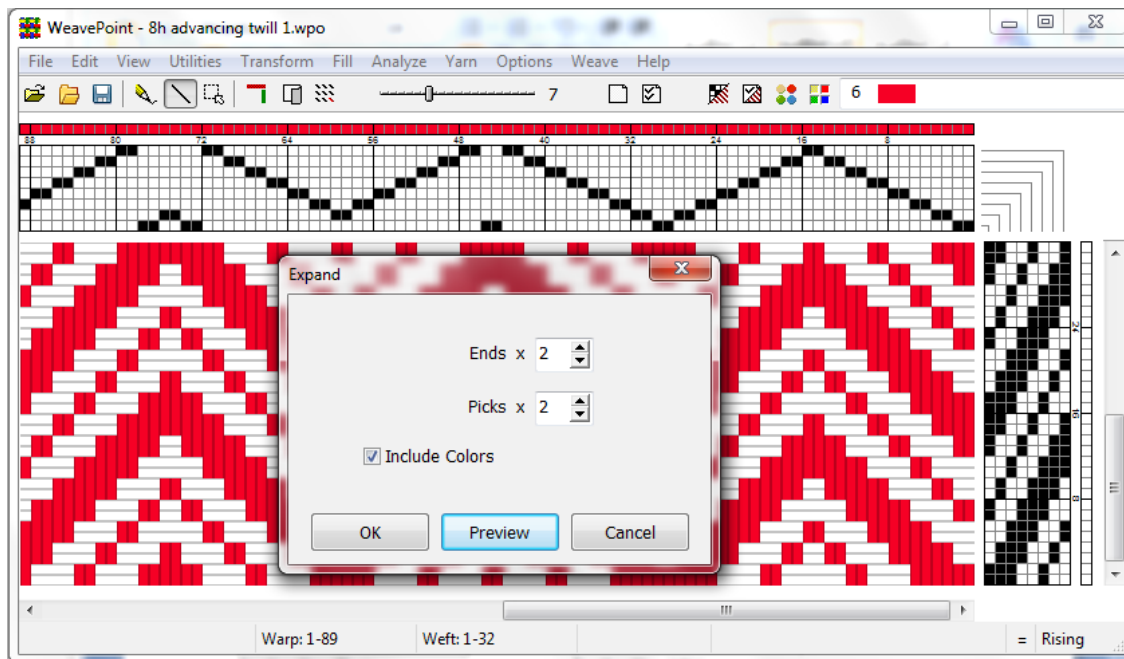 WeavePoint - 8h advancing twill 1.wpo
File Edit View Utilities Transform Fill Analyze Yarn Options Weave Help
7 6
88 80 72 64 56 48 40 32 24 16 8
Expand
Ends x 2
Picks x 2
Include Colors
OK Preview Cancel
24
16
8
Warp: 1-89 Weft: 1-32 = Rising